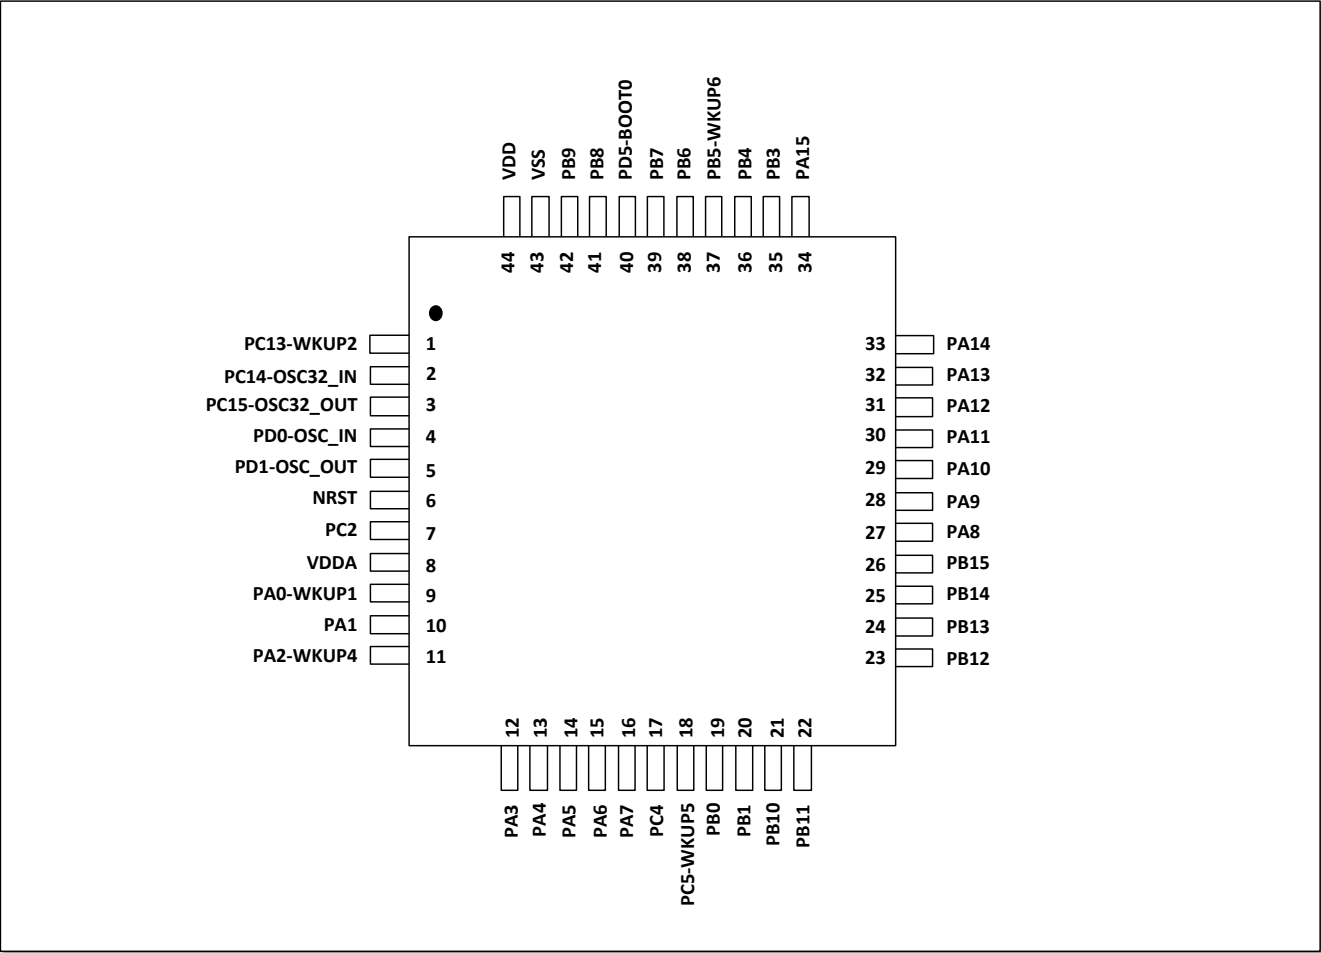 VDD
VSS
PB9
PB8
PD5-BOOT0
PB7
PB6
PB5-WKUP6
PB4
PB3
PA15
44
43
42
41
40
39
38
37
36
35
34
PC13-WKUP2 1
PC14-OSC32_IN 2
PC15-OSC32_OUT 3
PD0-OSC_IN 4
PD1-OSC_OUT 5
NRST 6
PC2 7
VDDA 8
PA0-WKUP1 9
PA1 10
PA2-WKUP4 11
33 PA14
32 PA13
31 PA12
30 PA11
29 PA10
28 PA9
27 PA8
26 PB15
25 PB14
24 PB13
23 PB12
12
13
14
15
16
17
18
19
20
21
22
PA3
PA4
PA5
PA6
PA7
PC4
PC5-WKUP5
PB0
PB1
PB10
PB11